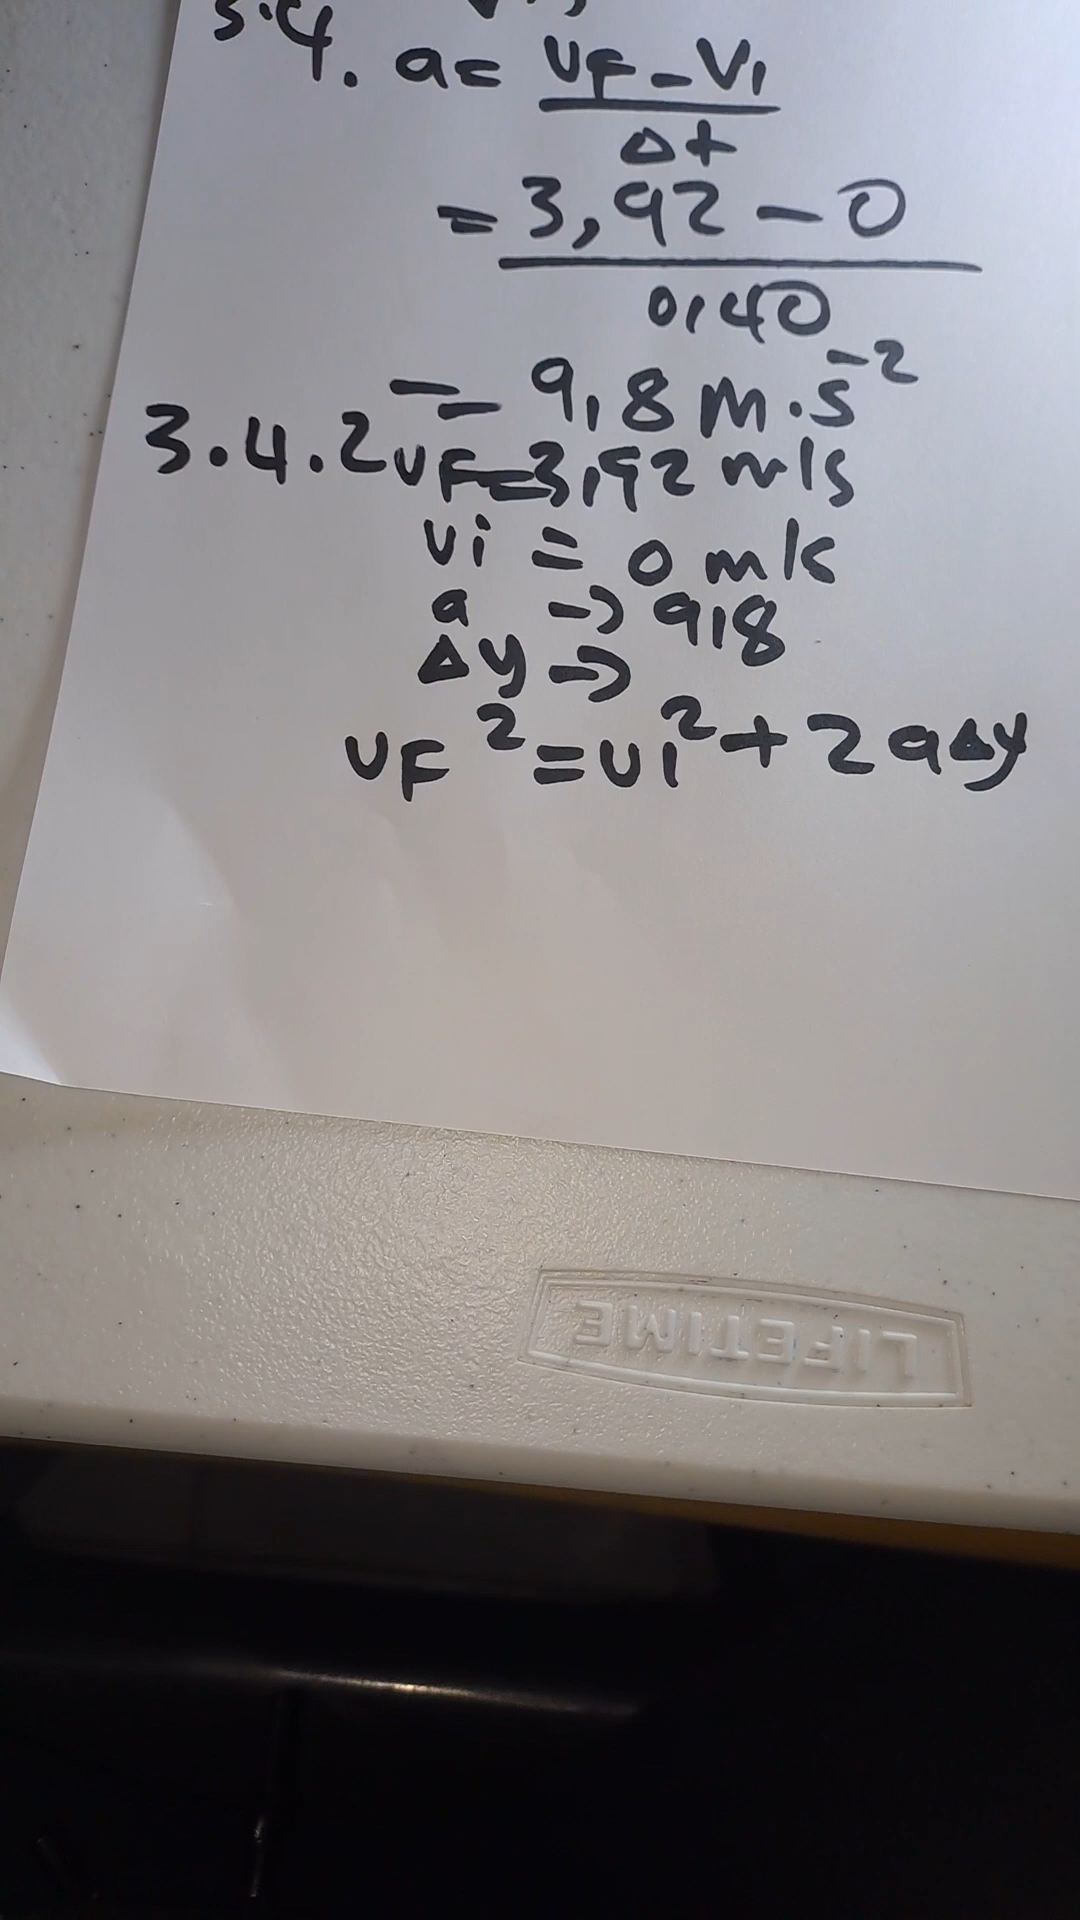 3.4. a = VF - Vi
Δt
= 3,92 - 0
0,40
= 9,8 m.s-2
3.4.2 VF = 3,92 m/s
Vi = 0 m/s
a → 9,8
Δy →
VF² = Vi² + 2aΔy
LIFETIME